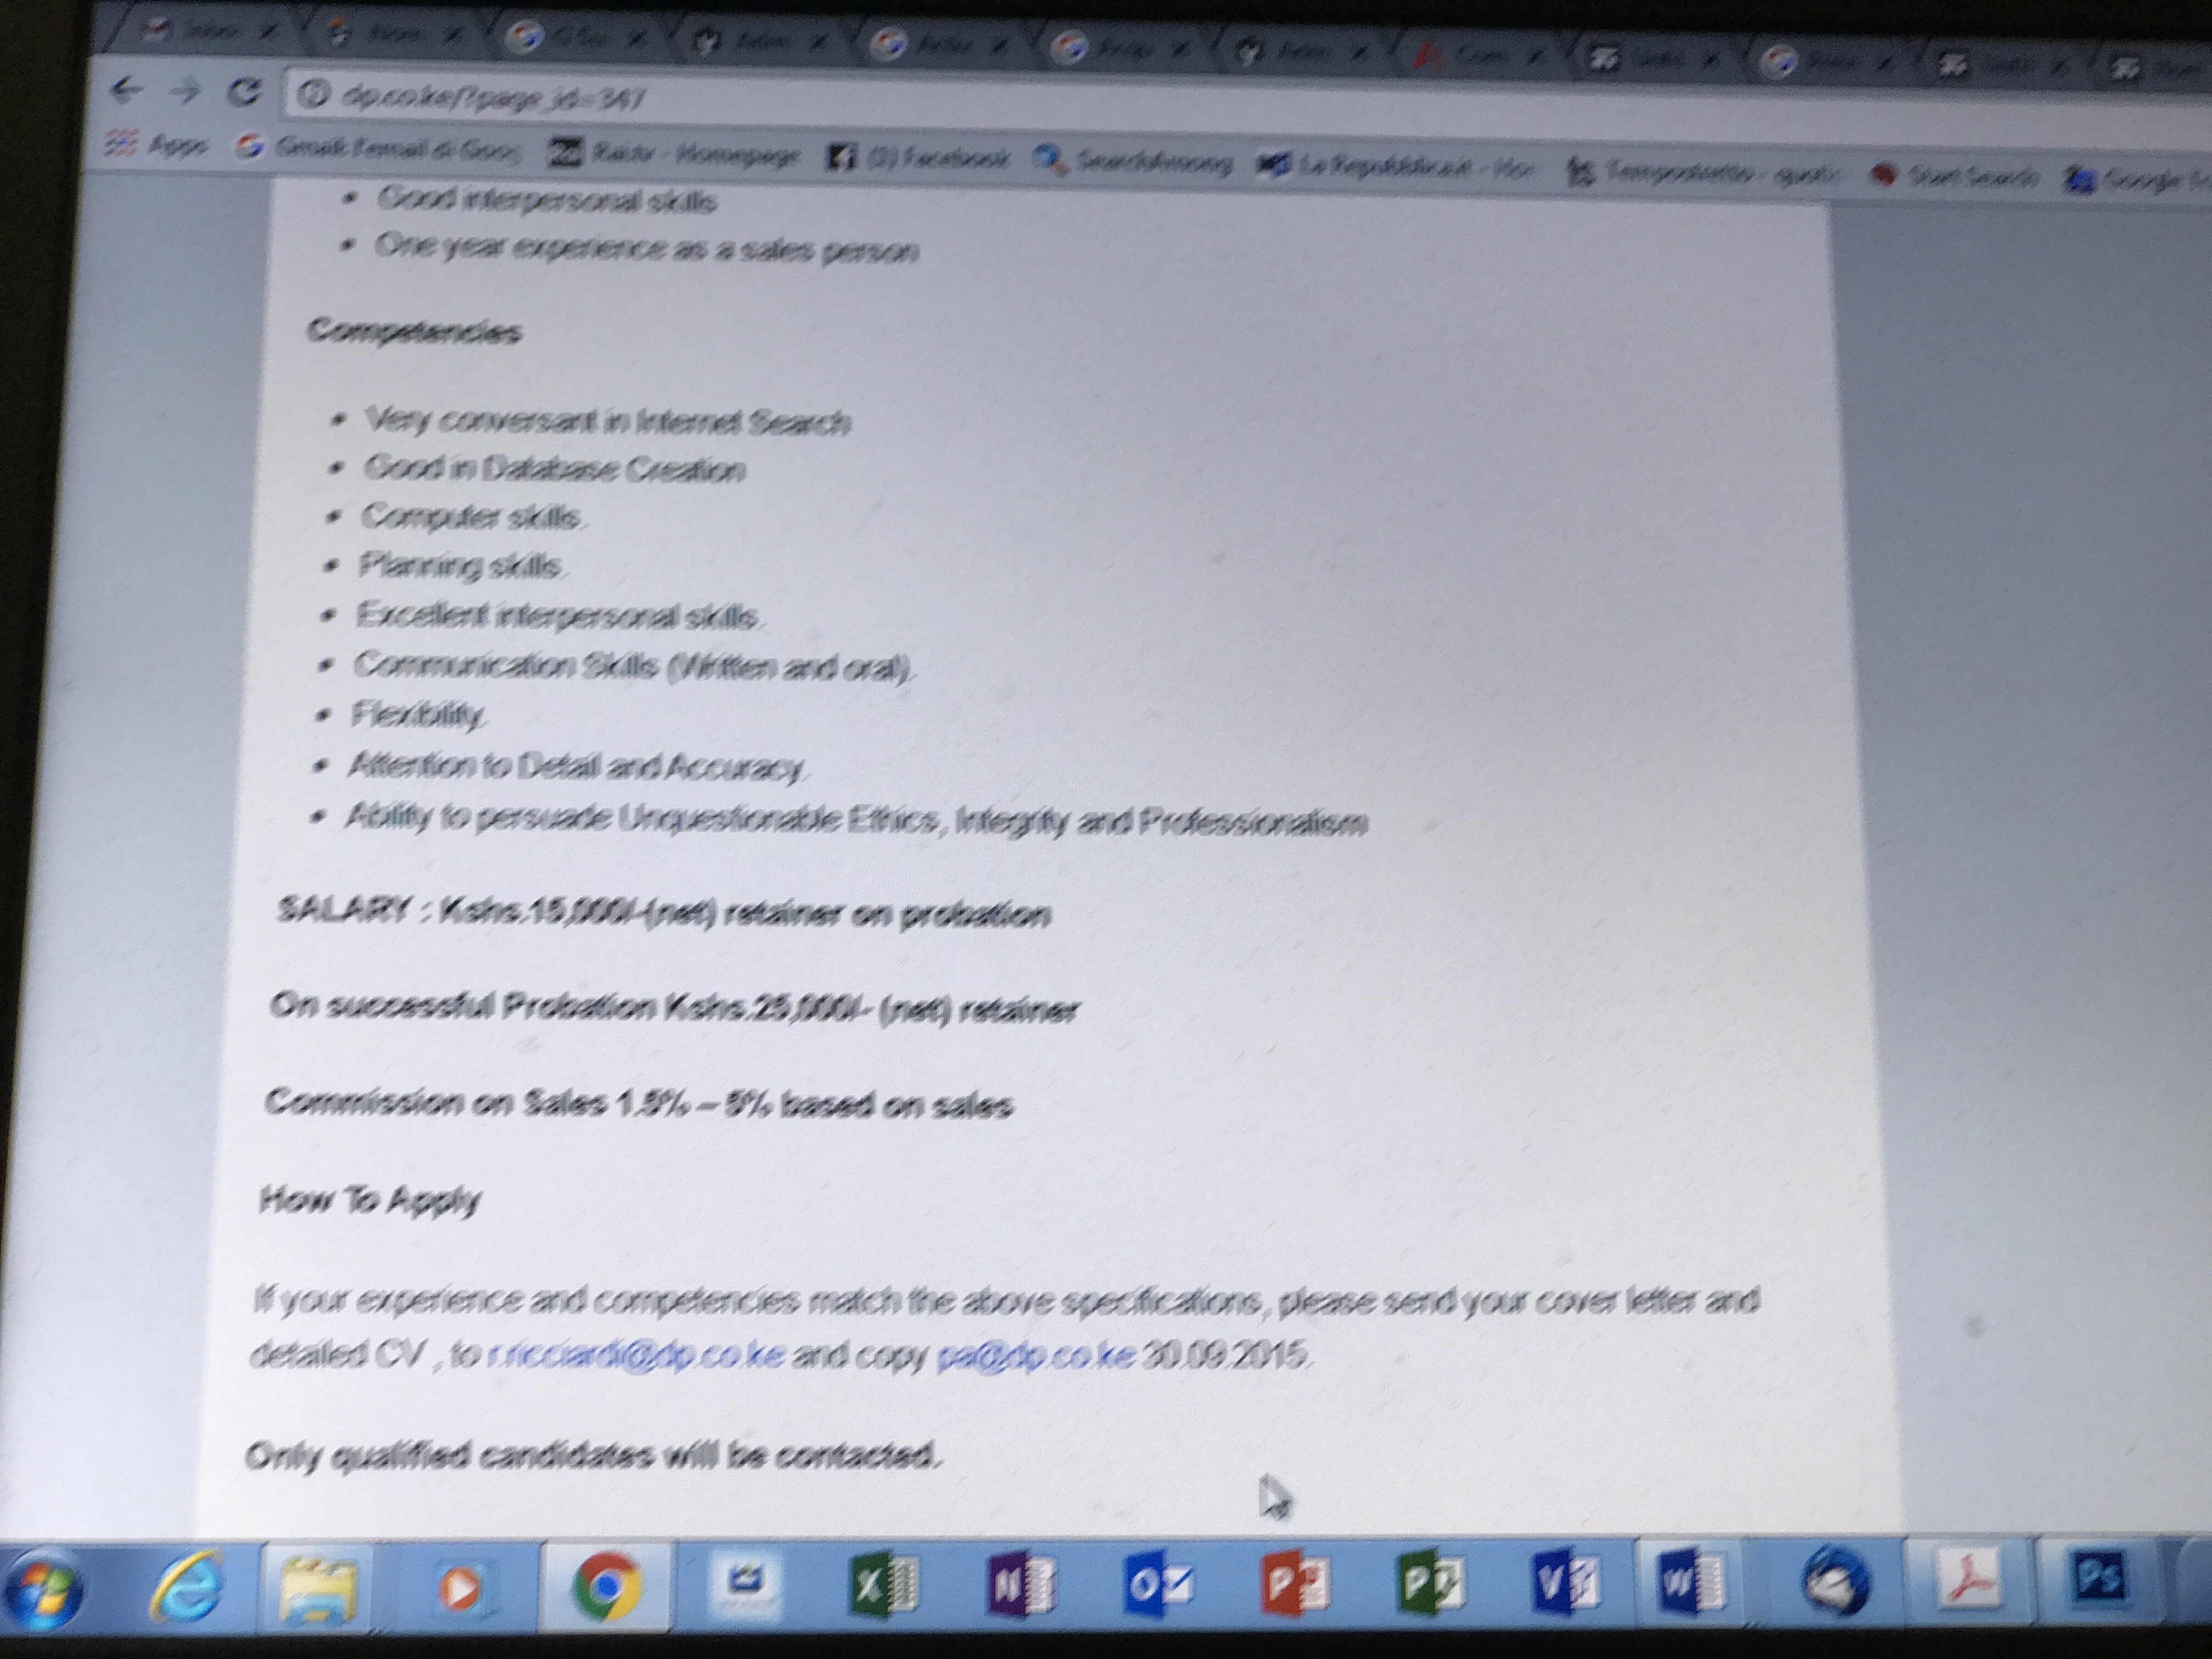 dp.co.ke/?page_id=347
Apps Gmail: l'email di Goog Homepage Facebook La Repubblica.it Start Search Google
Good interpersonal skills
One year experience as a sales person
Competencies
Very conversant in Internet Search
Good in Database Creation
Computer skills.
Planning skills.
Excellent interpersonal skills.
Communication Skills (Written and oral).
Flexibility.
Attention to Detail and Accuracy.
Ability to persuade Unquestionable Ethics, Integrity and Professionalism
SALARY : Kshs.15,000/-(net) retainer on probation
On successful Probation Kshs.25,000/- (net) retainer
Commission on Sales 1.5% – 5% based on sales
How To Apply
If your experience and competencies match the above specifications, please send your cover letter and
detailed CV , to r.ricciardi@dp.co.ke and copy pa@dp.co.ke 30.09.2015.
Only qualified candidates will be contacted.
Ps